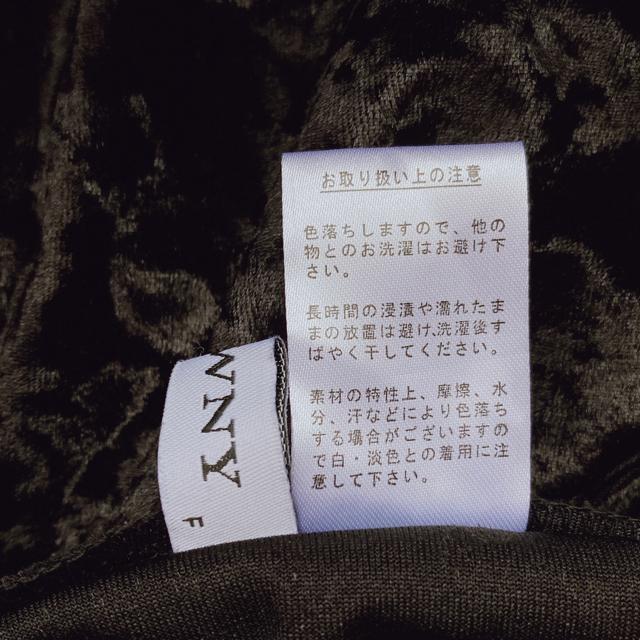 お取り扱い上の注意
色落ちしますので、他の
物とのお洗濯はお避け下
さい。
長時間の浸漬や濡れたま
まの放置は避け、洗濯後す
ばやく干してください。
素材の特性上、摩擦、水
分、汗などにより色落ち
する場合がございますの
で白・淡色との着用に注
意して下さい。
WNY
F